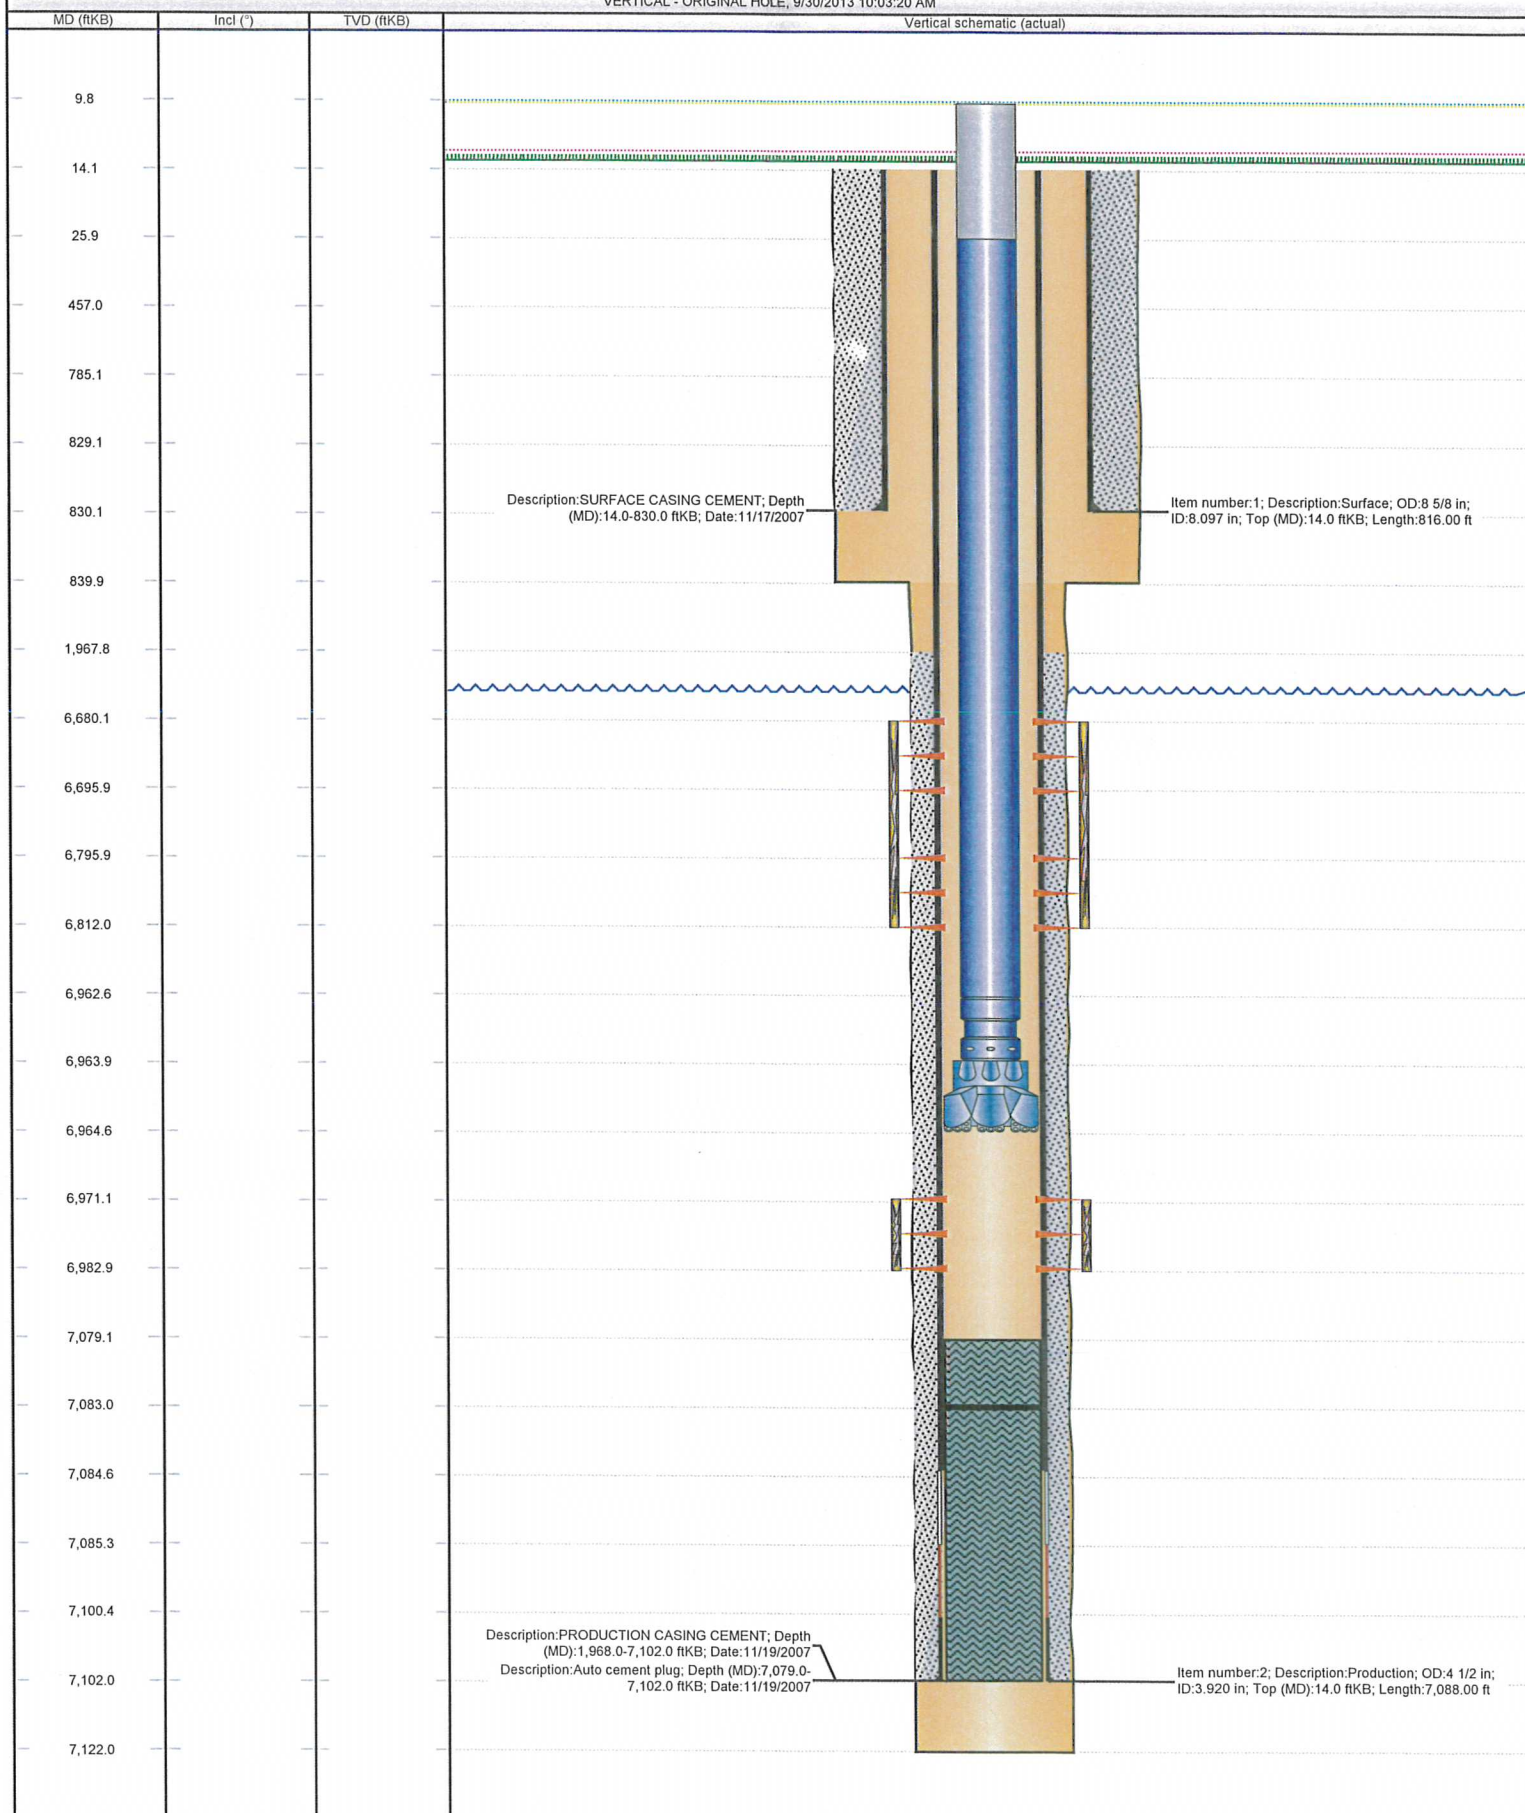 VERTICAL - ORIGINAL HOLE, 9/30/2013 10:03:20 AM
MD (ftKB) Incl (°) TVD (ftKB) Vertical schematic (actual)
9.8
14.1
25.9
457.0
785.1
829.1
Description:SURFACE CASING CEMENT; Depth
(MD):14.0-830.0 ftKB; Date:11/17/2007
Item number:1; Description:Surface; OD:8 5/8 in;
ID:8.097 in; Top (MD):14.0 ftKB; Length:816.00 ft
830.1
839.9
1,967.8
6,680.1
6,695.9
6,795.9
6,812.0
6,962.6
6,963.9
6,964.6
6,971.1
6,982.9
7,079.1
7,083.0
7,084.6
7,085.3
7,100.4
Description:PRODUCTION CASING CEMENT; Depth
(MD):1,968.0-7,102.0 ftKB; Date:11/19/2007
Description:Auto cement plug; Depth (MD):7,079.0-
7,102.0 ftKB; Date:11/19/2007
Item number:2; Description:Production; OD:4 1/2 in;
ID:3.920 in; Top (MD):14.0 ftKB; Length:7,088.00 ft
7,102.0
7,122.0